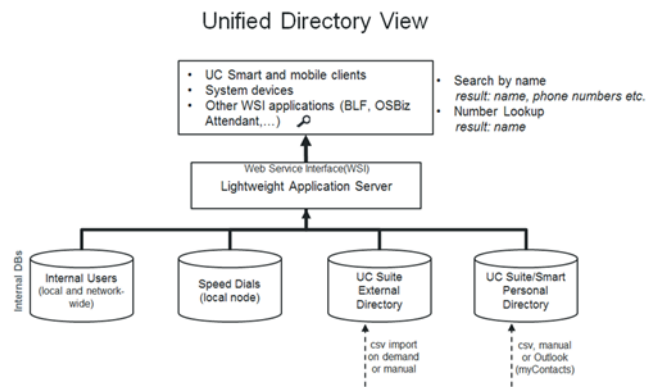 Unified Directory View
• UC Smart and mobile clients
• System devices
• Other WSI applications (BLF, OSBiz
Attendant,...)
• Search by name
result: name, phone numbers etc.
• Number Lookup
result: name
Web Service Interface(WSI)
Lightweight Application Server
Internal DBs
Internal Users
(local and network-
wide)
Speed Dials
(local node)
UC Suite
External
Directory
UC Suite/Smart
Personal
Directory
csv import
on demand
or manual
csv, manual
or Outlook
(myContacts)